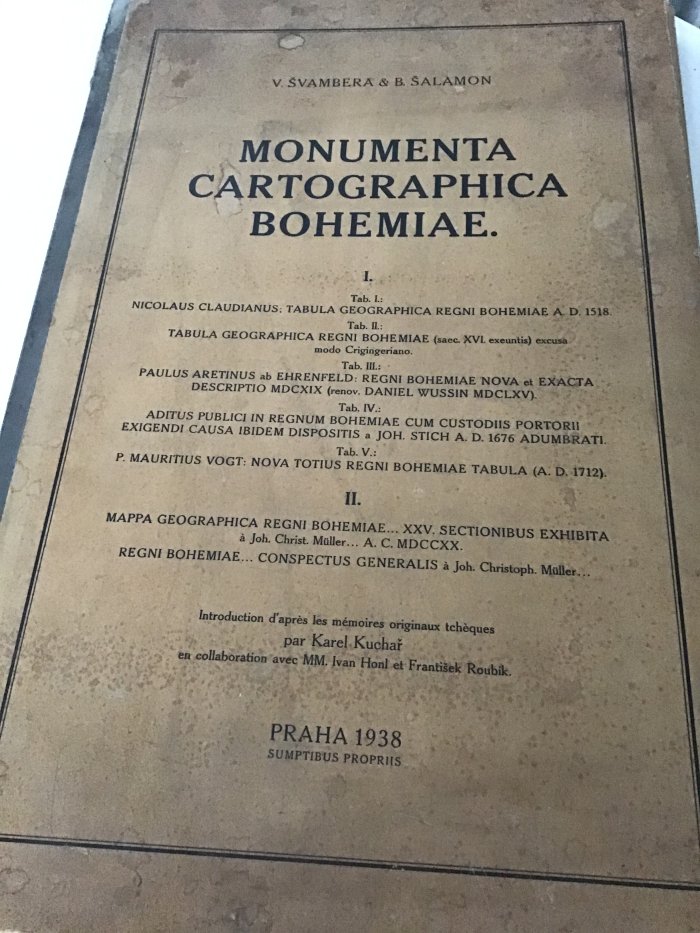 V. ŠVAMBERA & B. ŠALAMON
MONUMENTA
CARTOGRAPHICA
BOHEMIAE.
I.
Tab. I.:
NICOLAUS CLAUDIANUS: TABULA GEOGRAPHICA REGNI BOHEMIAE A. D. 1518.
Tab. II.:
TABULA GEOGRAPHICA REGNI BOHEMIAE (saec. XVI. exeuntis) excusa
modo Crigingeriano.
Tab. III.:
PAULUS ARETINUS ab EHRENFELD: REGNI BOHEMIAE NOVA et EXACTA
DESCRIPTIO MDCXIX (renov. DANIEL WUSSIN MDCLXV).
Tab. IV.:
ADITUS PUBLICI IN REGNUM BOHEMIAE CUM CUSTODIIS PORTORII
EXIGENDI CAUSA IBIDEM DISPOSITIS a JOH. STICH A. D. 1676 ADUMBRATI.
Tab. V.:
P. MAURITIUS VOGT: NOVA TOTIUS REGNI BOHEMIAE TABULA (A. D. 1712).
II.
MAPPA GEOGRAPHICA REGNI BOHEMIAE... XXV. SECTIONIBUS EXHIBITA
à Joh. Christ. Müller... A. C. MDCCXX.
REGNI BOHEMIAE... CONSPECTUS GENERALIS à Joh. Christoph. Müller...
Introduction d'après les mémoires originaux tchèques
par Karel Kuchař
en collaboration avec MM. Ivan Honl et František Roubík.
PRAHA 1938
SUMPTIBUS PROPRIIS